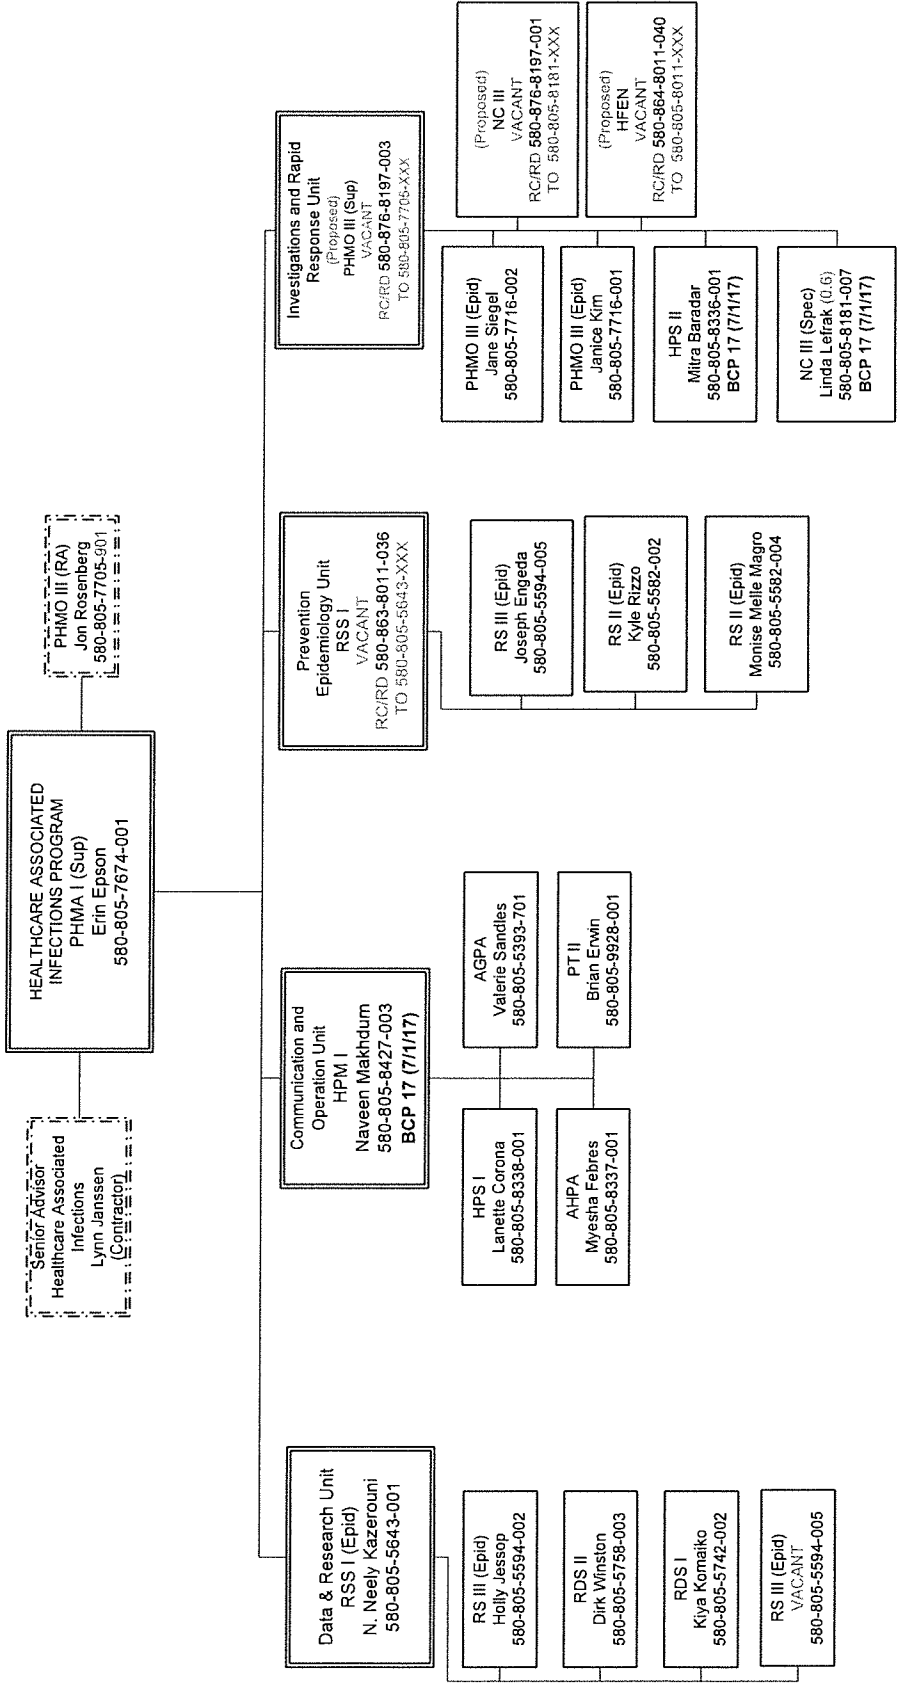 Senior Advisor
Healthcare Associated
Infections
Lynn Janssen
(Contractor)
HEALTHCARE ASSOCIATED
INFECTIONS PROGRAM
PHMA I (Sup)
Erin Epson
580-805-7674-001
PHMO III (RA)
Jon Rosenberg
580-805-7705-901
Data & Research Unit
RSS I (Epid)
N. Neely Kazerouni
580-805-5643-001
RS III (Epid)
Holly Jessop
580-805-5594-002
RDS II
Dirk Winston
580-805-5758-003
RDS I
Kiya Komaiko
580-805-5742-002
RS III (Epid)
VACANT
580-805-5594-005
Communication and
Operation Unit
HPM I
Naveen Makhdum
580-805-8427-003
BCP 17 (7/1/17)
HPS I
Lanette Corona
580-805-8338-001
AGPA
Valerie Sandles
580-805-5393-701
AHPA
Myesha Febres
580-805-8337-001
PT II
Brian Erwin
580-805-9928-001
Prevention
Epidemiology Unit
RSS I
VACANT
RC/RD 580-863-8011-036
TO 580-805-5643-XXX
RS III (Epid)
Joseph Engeda
580-805-5594-005
RS II (Epid)
Kyle Rizzo
580-805-5582-002
RS II (Epid)
Monise Melle Magro
580-805-5582-004
Investigations and Rapid
Response Unit
(Proposed)
PHMO III (Sup)
VACANT
RC/RD 580-876-8197-003
TO 580-805-7705-XXX
PHMO III (Epid)
Jane Siegel
580-805-7716-002
PHMO III (Epid)
Janice Kim
580-805-7716-001
HPS II
Mitra Baradar
580-805-8336-001
BCP 17 (7/1/17)
NC III (Spec)
Linda Lefrak (0.6)
580-805-8181-007
BCP 17 (7/1/17)
(Proposed)
NC III
VACANT
RC/RD 580-876-8197-001
TO 580-805-8181-XXX
(Proposed)
HFEN
VACANT
RC/RD 580-864-8011-040
TO 580-805-8011-XXX